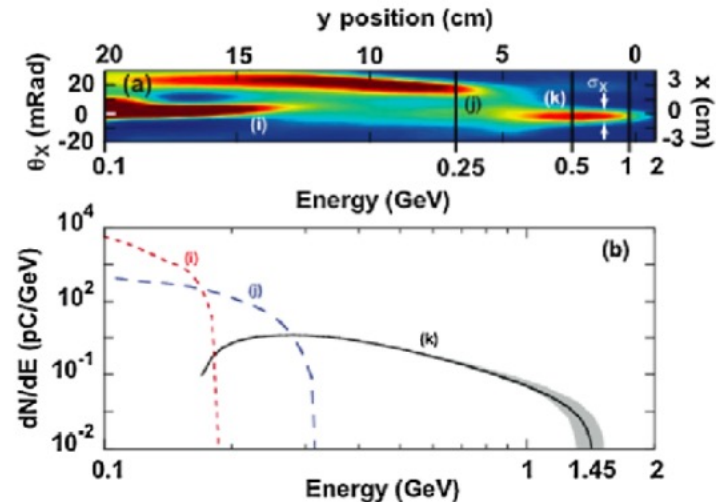 y position (cm)
20 15 10 5 0
(a)
20
0
-20
θx (mRad)
(i)
(j)
(k)
σx
3
0
-3
x (cm)
0.1 0.25 0.5 1 2
Energy (GeV)
10^4
10^2
10^-1
10^-2
dN/dE (pC/GeV)
(b)
(i)
(j)
(k)
0.1 1 1.45 2
Energy (GeV)